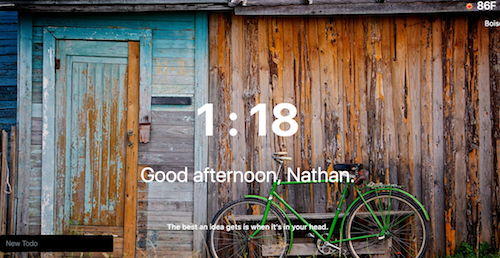 86F
Bois
1:18
Good afternoon, Nathan.
The best an idea gets is when it's in your head.
New Todo